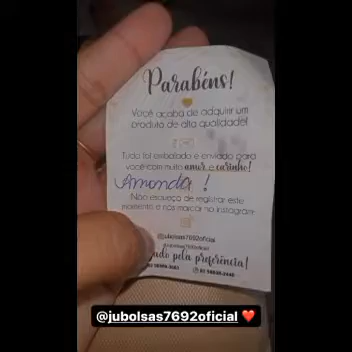 Parabéns!
Você acaba de adquirir um
produto de alta qualidade!
Tudo foi embalado e enviado para
você com muito amor e carinho!
Amanda !
Não esqueça de registrar este
momento e nos marcar no instagram
@jubolsas7692oficial
pela preferência!
@jubolsas7692oficial ❤️